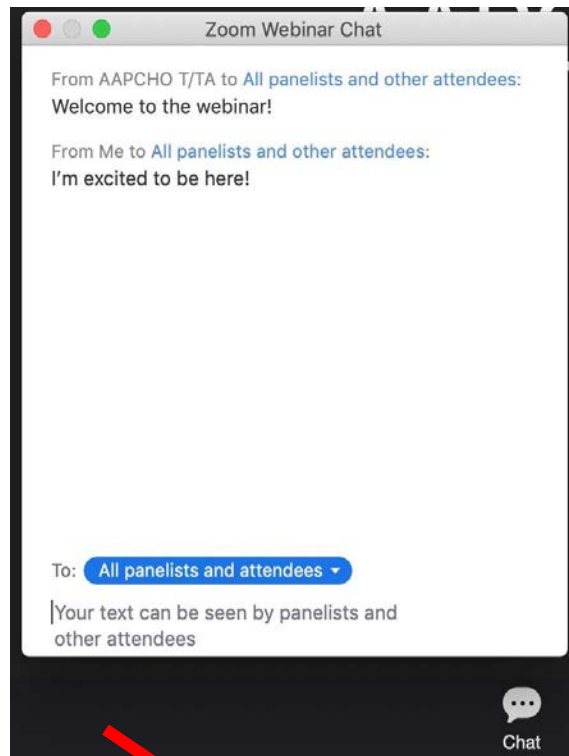 Zoom Webinar Chat
From AAPCHO T/TA to All panelists and other attendees:
Welcome to the webinar!
From Me to All panelists and other attendees:
I'm excited to be here!
To: All panelists and attendees
Your text can be seen by panelists and
other attendees
Chat